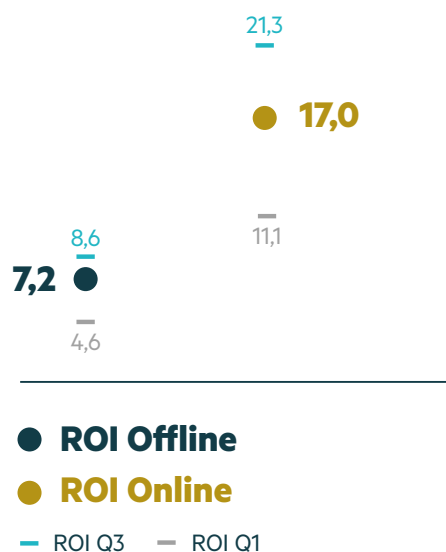 21,3
17,0
11,1
8,6
7,2
4,6
ROI Offline
ROI Online
ROI Q3 ROI Q1